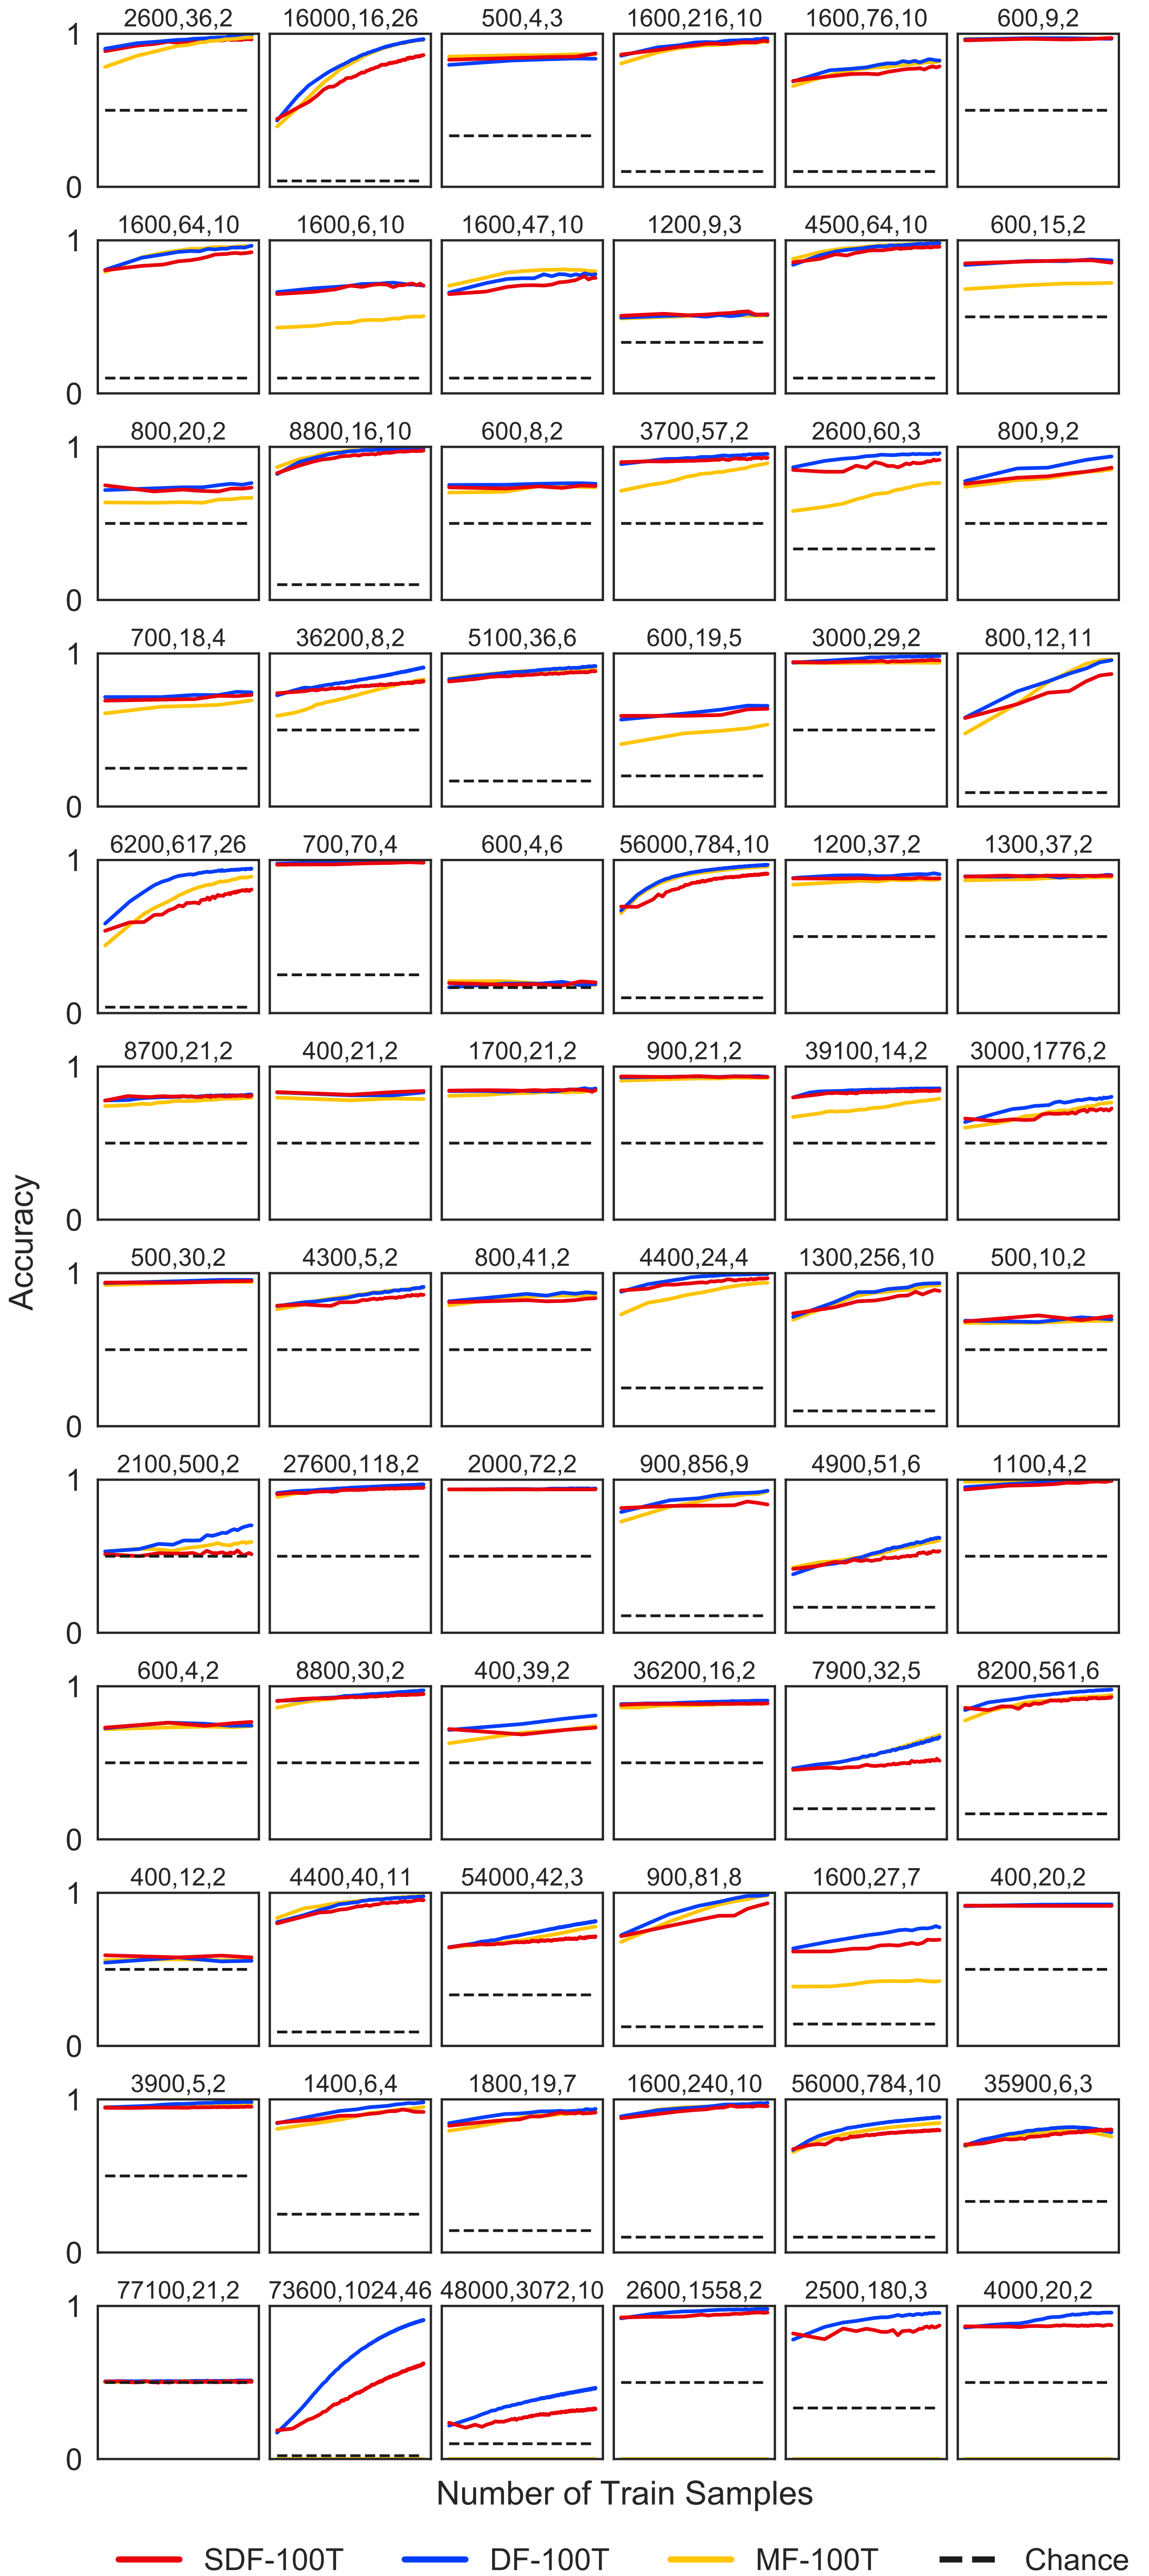 2600,36,2 16000,16,26 500,4,3 1600,216,10 1600,76,10 600,9,2
1
0
1600,64,10 1600,6,10 1600,47,10 1200,9,3 4500,64,10 600,15,2
1
0
800,20,2 8800,16,10 600,8,2 3700,57,2 2600,60,3 800,9,2
1
0
700,18,4 36200,8,2 5100,36,6 600,19,5 3000,29,2 800,12,11
1
0
6200,617,26 700,70,4 600,4,6 56000,784,10 1200,37,2 1300,37,2
1
0
8700,21,2 400,21,2 1700,21,2 900,21,2 39100,14,2 3000,1776,2
1
0
Accuracy
500,30,2 4300,5,2 800,41,2 4400,24,4 1300,256,10 500,10,2
1
0
2100,500,2 27600,118,2 2000,72,2 900,856,9 4900,51,6 1100,4,2
1
0
600,4,2 8800,30,2 400,39,2 36200,16,2 7900,32,5 8200,561,6
1
0
400,12,2 4400,40,11 54000,42,3 900,81,8 1600,27,7 400,20,2
1
0
3900,5,2 1400,6,4 1800,19,7 1600,240,10 56000,784,10 35900,6,3
1
0
77100,21,2 73600,1024,46 48000,3072,10 2600,1558,2 2500,180,3 4000,20,2
1
0
Number of Train Samples
SDF-100T DF-100T MF-100T Chance